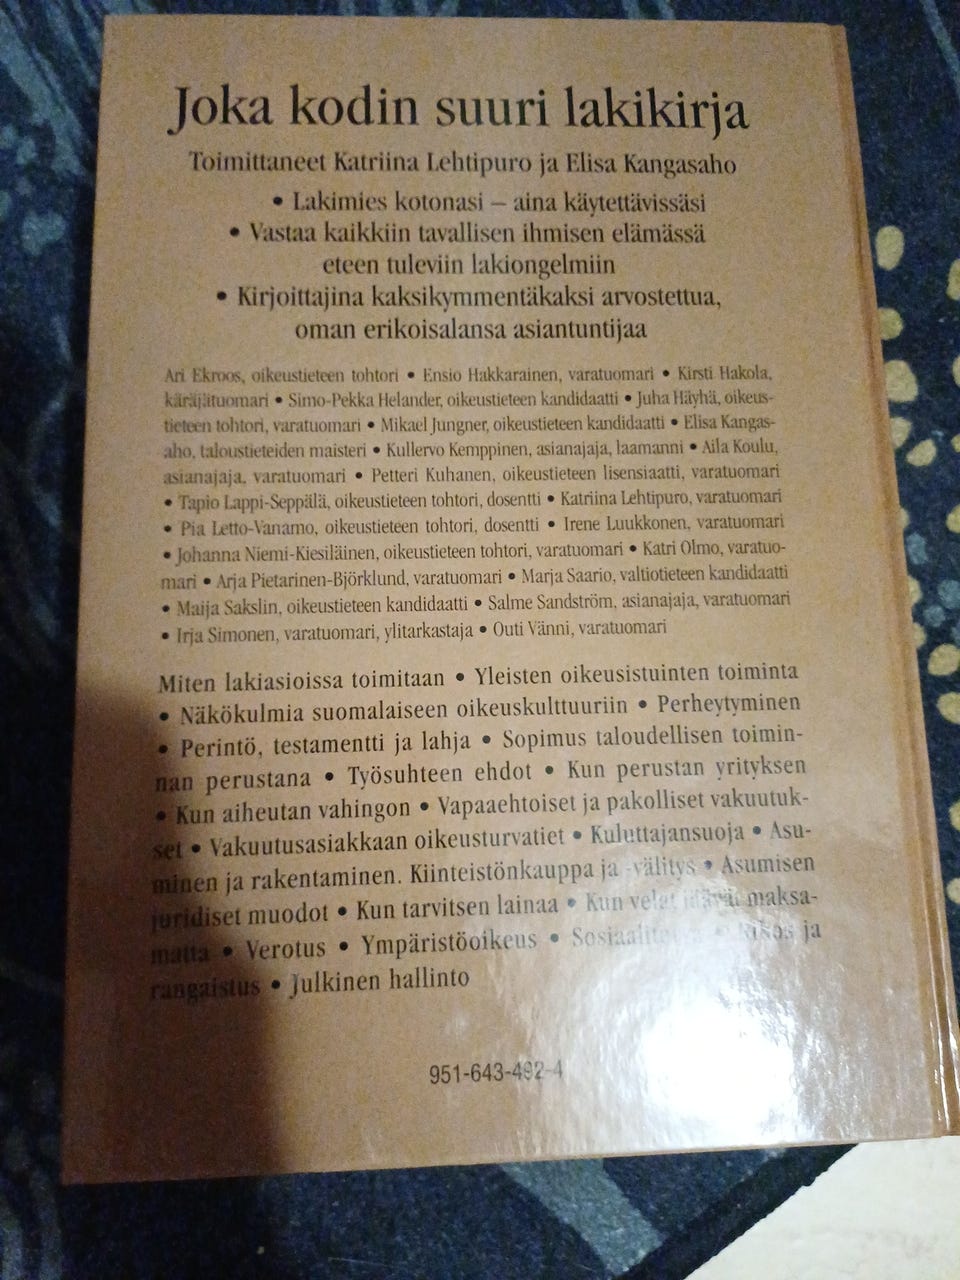 Joka kodin suuri lakikirja
Toimittaneet Katriina Lehtipuro ja Elisa Kangasaho
• Lakimies kotonasi – aina käytettävissäsi
• Vastaa kaikkiin tavallisen ihmisen elämässä
eteen tuleviin lakiongelmiin
• Kirjoittajina kaksikymmentäkaksi arvostettua,
oman erikoisalansa asiantuntijaa
Ari Ekroos, oikeustieteen tohtori • Ensio Hakkarainen, varatuomari • Kirsti Hakola,
käräjätuomari • Simo-Pekka Helander, oikeustieteen kandidaatti • Juha Häyhä, oikeus-
tieteen tohtori, varatuomari • Mikael Jungner, oikeustieteen kandidaatti • Elisa Kangas-
aho, taloustieteiden maisteri • Kullervo Kemppinen, asianajaja, laamanni • Aila Koulu,
asianajaja, varatuomari • Petteri Kuhanen, oikeustieteen lisensiaatti, varatuomari
• Tapio Lappi-Seppälä, oikeustieteen tohtori, dosentti • Katriina Lehtipuro, varatuomari
• Pia Letto-Vanamo, oikeustieteen tohtori, dosentti • Irene Luukkonen, varatuomari
• Johanna Niemi-Kiesiläinen, oikeustieteen tohtori, varatuomari • Katri Olmo, varatuo-
mari • Arja Pietarinen-Björklund, varatuomari • Marja Saario, valtiotieteen kandidaatti
• Maija Sakslin, oikeustieteen kandidaatti • Salme Sandström, asianajaja, varatuomari
• Irja Simonen, varatuomari, ylitarkastaja • Outi Vänni, varatuomari
Miten lakiasioissa toimitaan • Yleisten oikeusistuinten toiminta
• Näkökulmia suomalaiseen oikeuskulttuuriin • Perheytyminen
• Perintö, testamentti ja lahja • Sopimus taloudellisen toimin-
nan perustana • Työsuhteen ehdot • Kun perustan yrityksen
• Kun aiheutan vahingon • Vapaaehtoiset ja pakolliset vakuutuk-
set • Vakuutusasiakkaan oikeusturvatiet • Kuluttajansuoja • Asu-
minen ja rakentaminen. Kiinteistönkauppa ja -välitys • Asumisen
juridiset muodot • Kun tarvitsen lainaa • Kun velat jäävät maksa-
matta • Verotus • Ympäristöoikeus • • Rikos ja
rangaistus • Julkinen hallinto
951-643-492-4